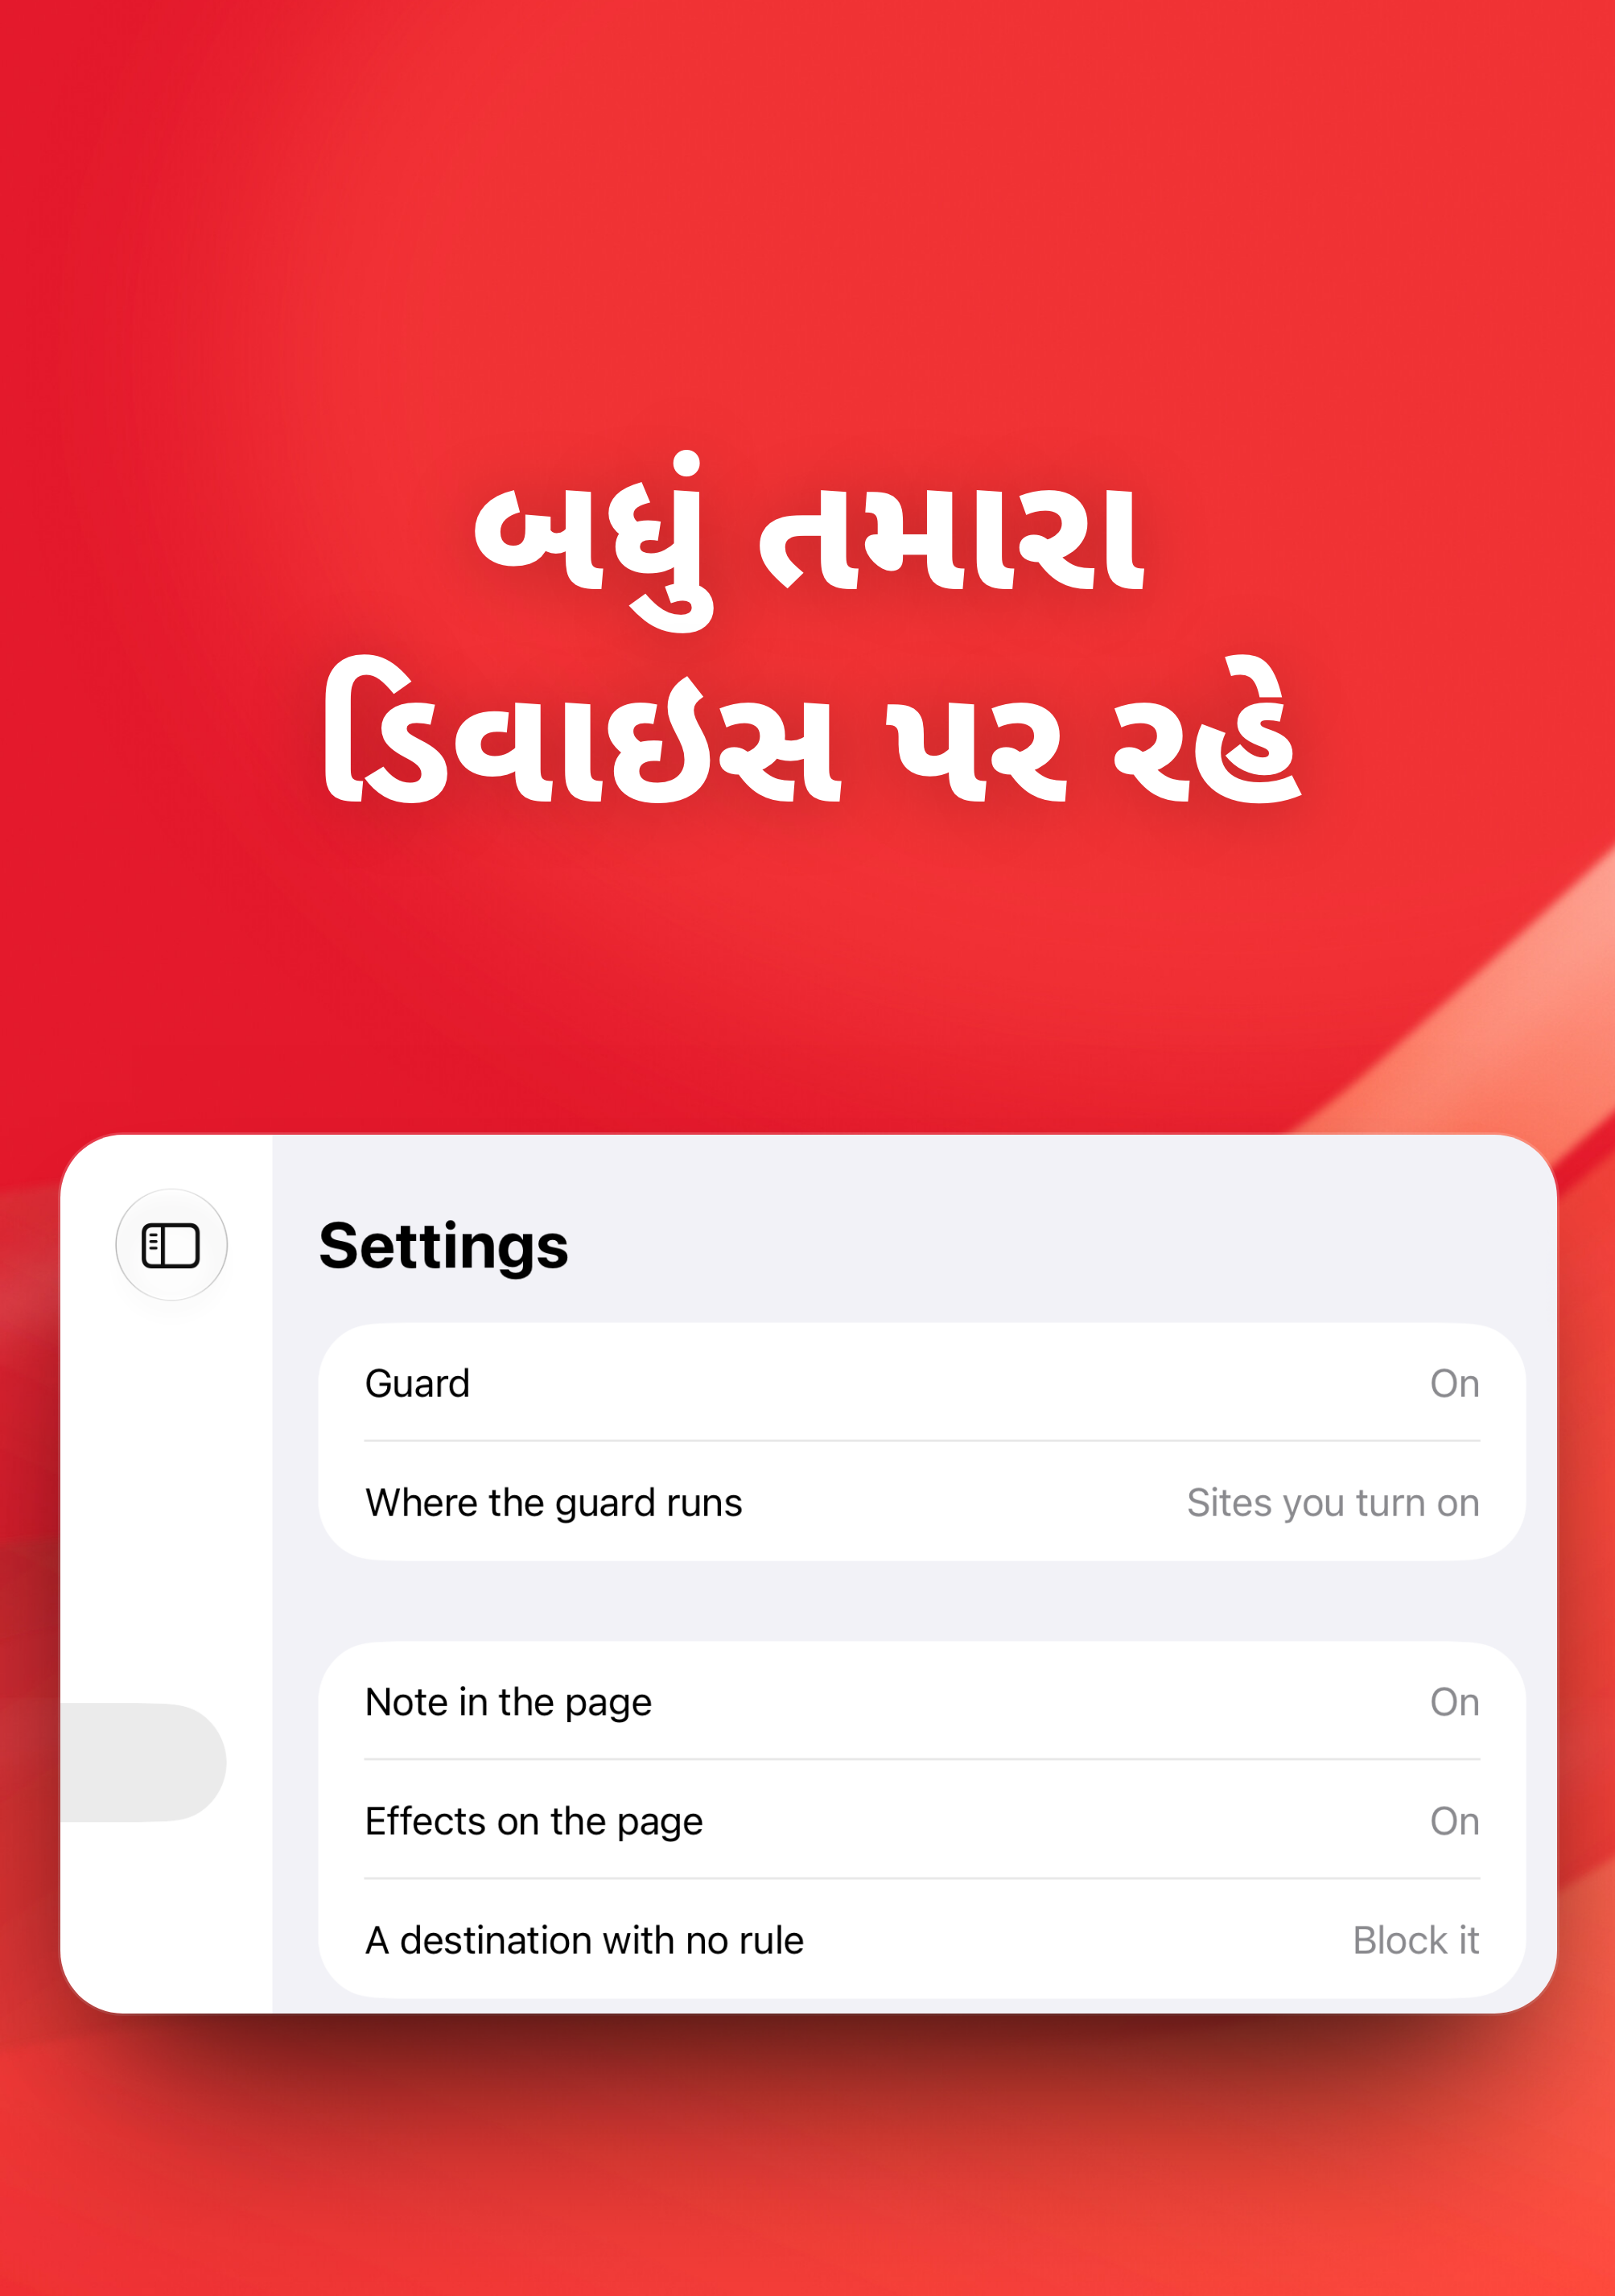 બધું તમારા
ડિવાઇસ પર રહે
Settings
Guard On
Where the guard runs Sites you turn on
Note in the page On
Effects on the page On
A destination with no rule Block it